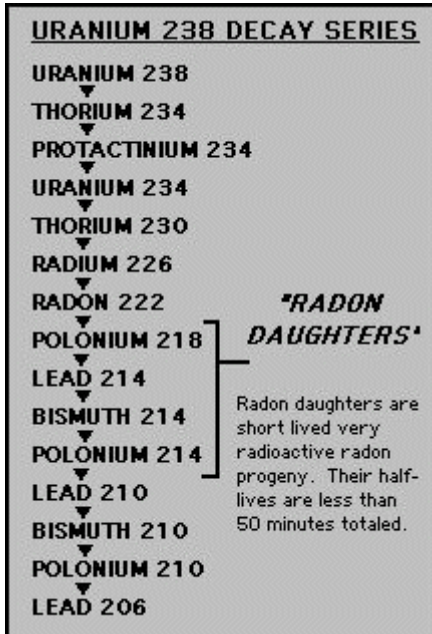 URANIUM 238 DECAY SERIES
URANIUM 238
THORIUM 234
PROTACTINIUM 234
URANIUM 234
THORIUM 230
RADIUM 226
RADON 222
POLONIUM 218
LEAD 214
BISMUTH 214
POLONIUM 214
LEAD 210
BISMUTH 210
POLONIUM 210
LEAD 206
"RADON
DAUGHTERS"
Radon daughters are
short lived very
radioactive radon
progeny. Their half-
lives are less than
50 minutes totaled.